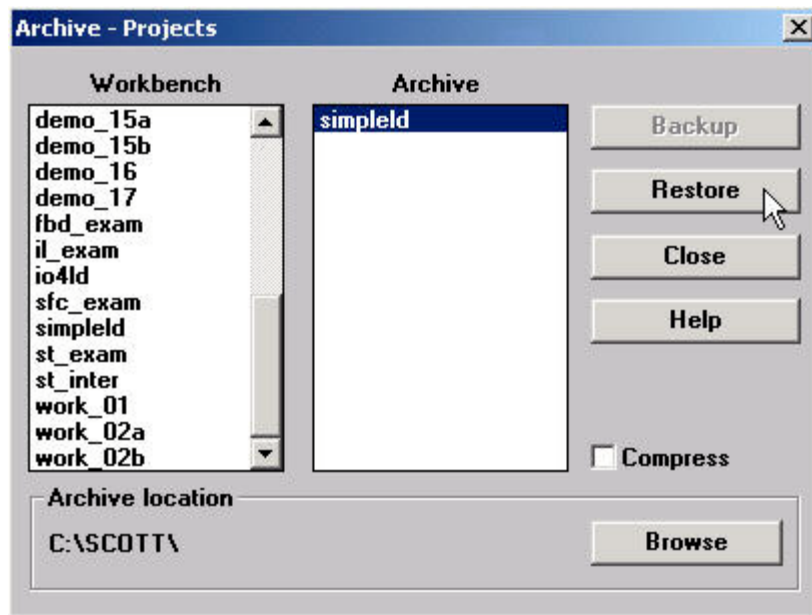 Archive - Projects
Workbench
demo_15a
demo_15b
demo_16
demo_17
fbd_exam
il_exam
io4ld
sfc_exam
simpleld
st_exam
st_inter
work_01
work_02a
work_02b
Archive
simpleld
Backup
Restore
Close
Help
Compress
Archive location
C:\SCOTT\
Browse